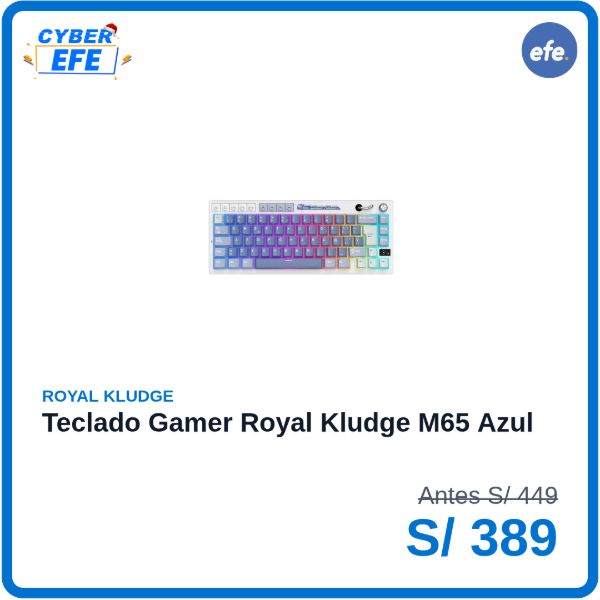 CYBER
EFE
efe.
ROYAL KLUDGE
Teclado Gamer Royal Kludge M65 Azul
Antes S/ 449
S/ 389